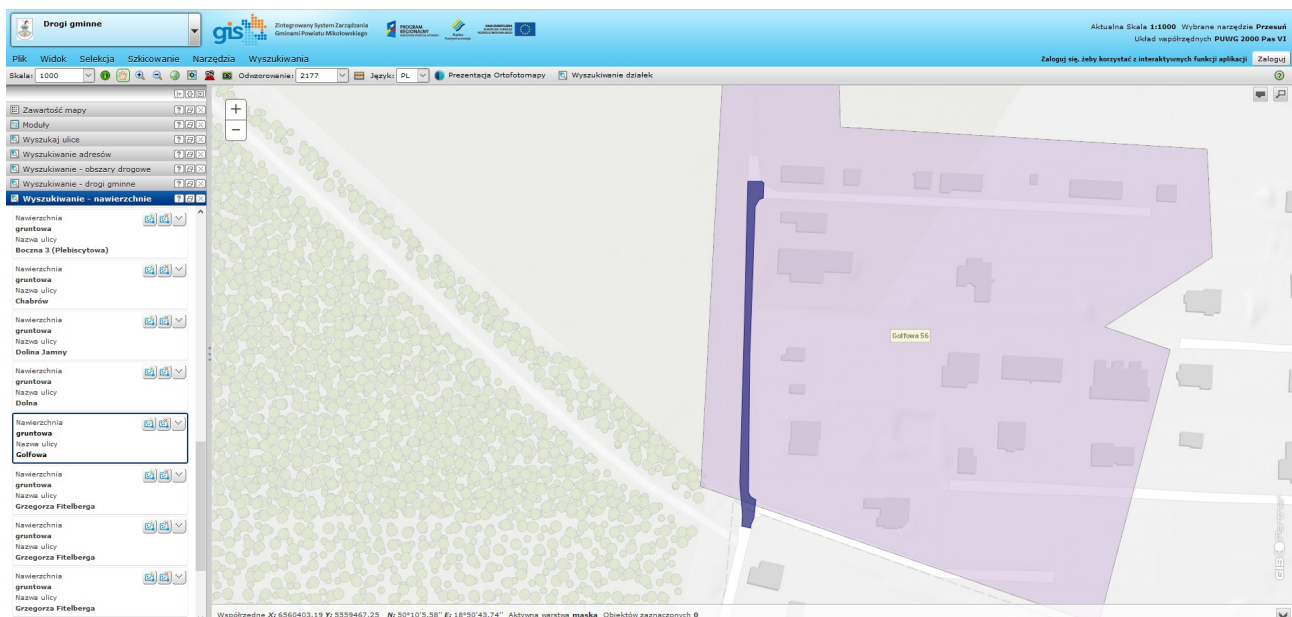 Drogi gminne
gis
Zintegrowany System Zarządzania
Gminami Powiatu Mikołowskiego
PROGRAM
REGIONALNY
Aktualna Skala 1:1000 Wybrane narzędzie Przesuń
Układ współrzędnych PUWG 2000 Pas VI
Plik Widok Selekcja Szkicowanie Narzędzia Wyszukiwania
Zaloguj się, żeby korzystać z interaktywnych funkcji aplikacji Zaloguj
Skala: 1000 Odwzorowanie: 2177 Język: PL Prezentacja Ortofotomapy Wyszukiwanie działek
Zawartość mapy
Moduły
Wyszukaj ulice
Wyszukiwanie adresów
Wyszukiwanie - obszary drogowe
Wyszukiwanie - drogi gminne
Wyszukiwanie - nawierzchnie
Nawierzchnia
gruntowa
Nazwa ulicy
Boczna 3 (Plebiscytowa)
Nawierzchnia
gruntowa
Nazwa ulicy
Chabrów
Nawierzchnia
gruntowa
Nazwa ulicy
Dolina Jamny
Nawierzchnia
gruntowa
Nazwa ulicy
Dolna
Nawierzchnia
gruntowa
Nazwa ulicy
Golfowa
Nawierzchnia
gruntowa
Nazwa ulicy
Grzegorza Fitelberga
Nawierzchnia
gruntowa
Nazwa ulicy
Grzegorza Fitelberga
Nawierzchnia
gruntowa
Nazwa ulicy
Grzegorza Fitelberga
Golfowa 56
Współrzędne X: 6560403.19 Y: 5559467.25 N: 50°10'5.58" E: 18°50'43.74" Aktywna warstwa maska Obiektów zaznaczonych 0